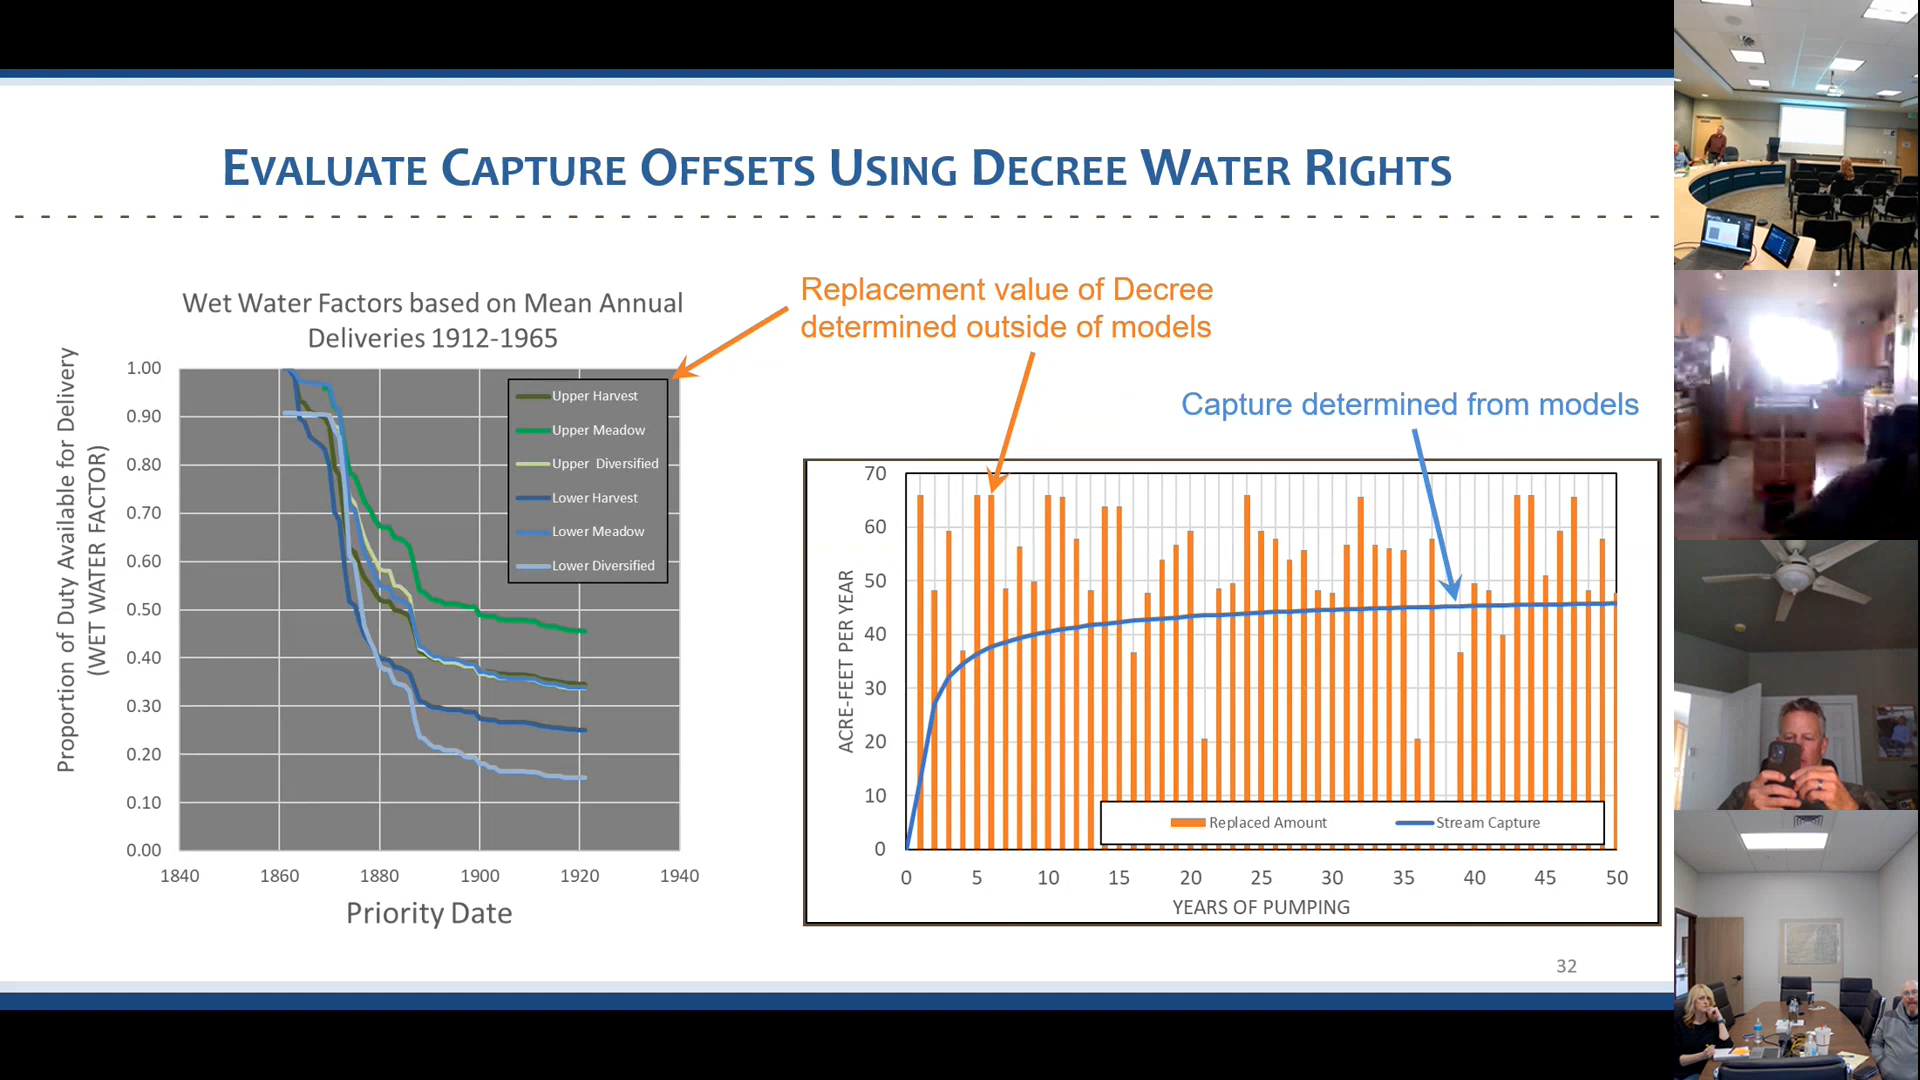 EVALUATE CAPTURE OFFSETS USING DECREE WATER RIGHTS
Wet Water Factors based on Mean Annual
Deliveries 1912-1965
Proportion of Duty Available for Delivery
(WET WATER FACTOR)
1.00
0.90
0.80
0.70
0.60
0.50
0.40
0.30
0.20
0.10
0.00
Upper Harvest
Upper Meadow
Upper Diversified
Lower Harvest
Lower Meadow
Lower Diversified
1840 1860 1880 1900 1920 1940
Priority Date
Replacement value of Decree
determined outside of models
Capture determined from models
ACRE-FEET PER YEAR
70
60
50
40
30
20
10
0
Replaced Amount
Stream Capture
0 5 10 15 20 25 30 35 40 45 50
YEARS OF PUMPING
32